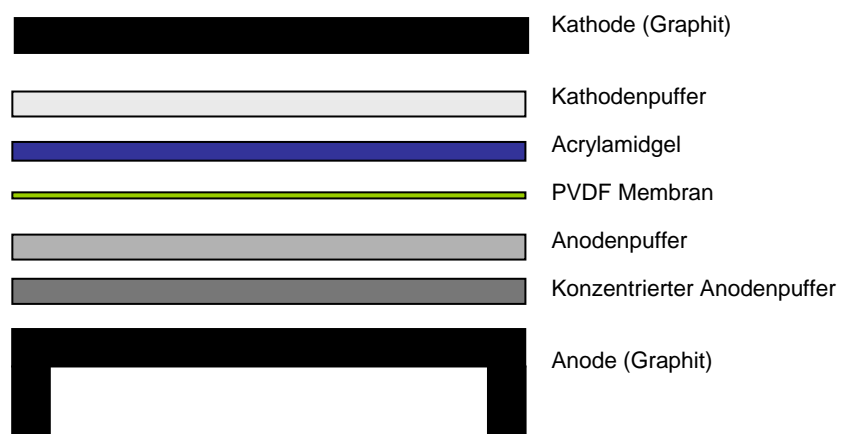 Kathode (Graphit)
Kathodenpuffer
Acrylamidgel
PVDF Membran
Anodenpuffer
Konzentrierter Anodenpuffer
Anode (Graphit)